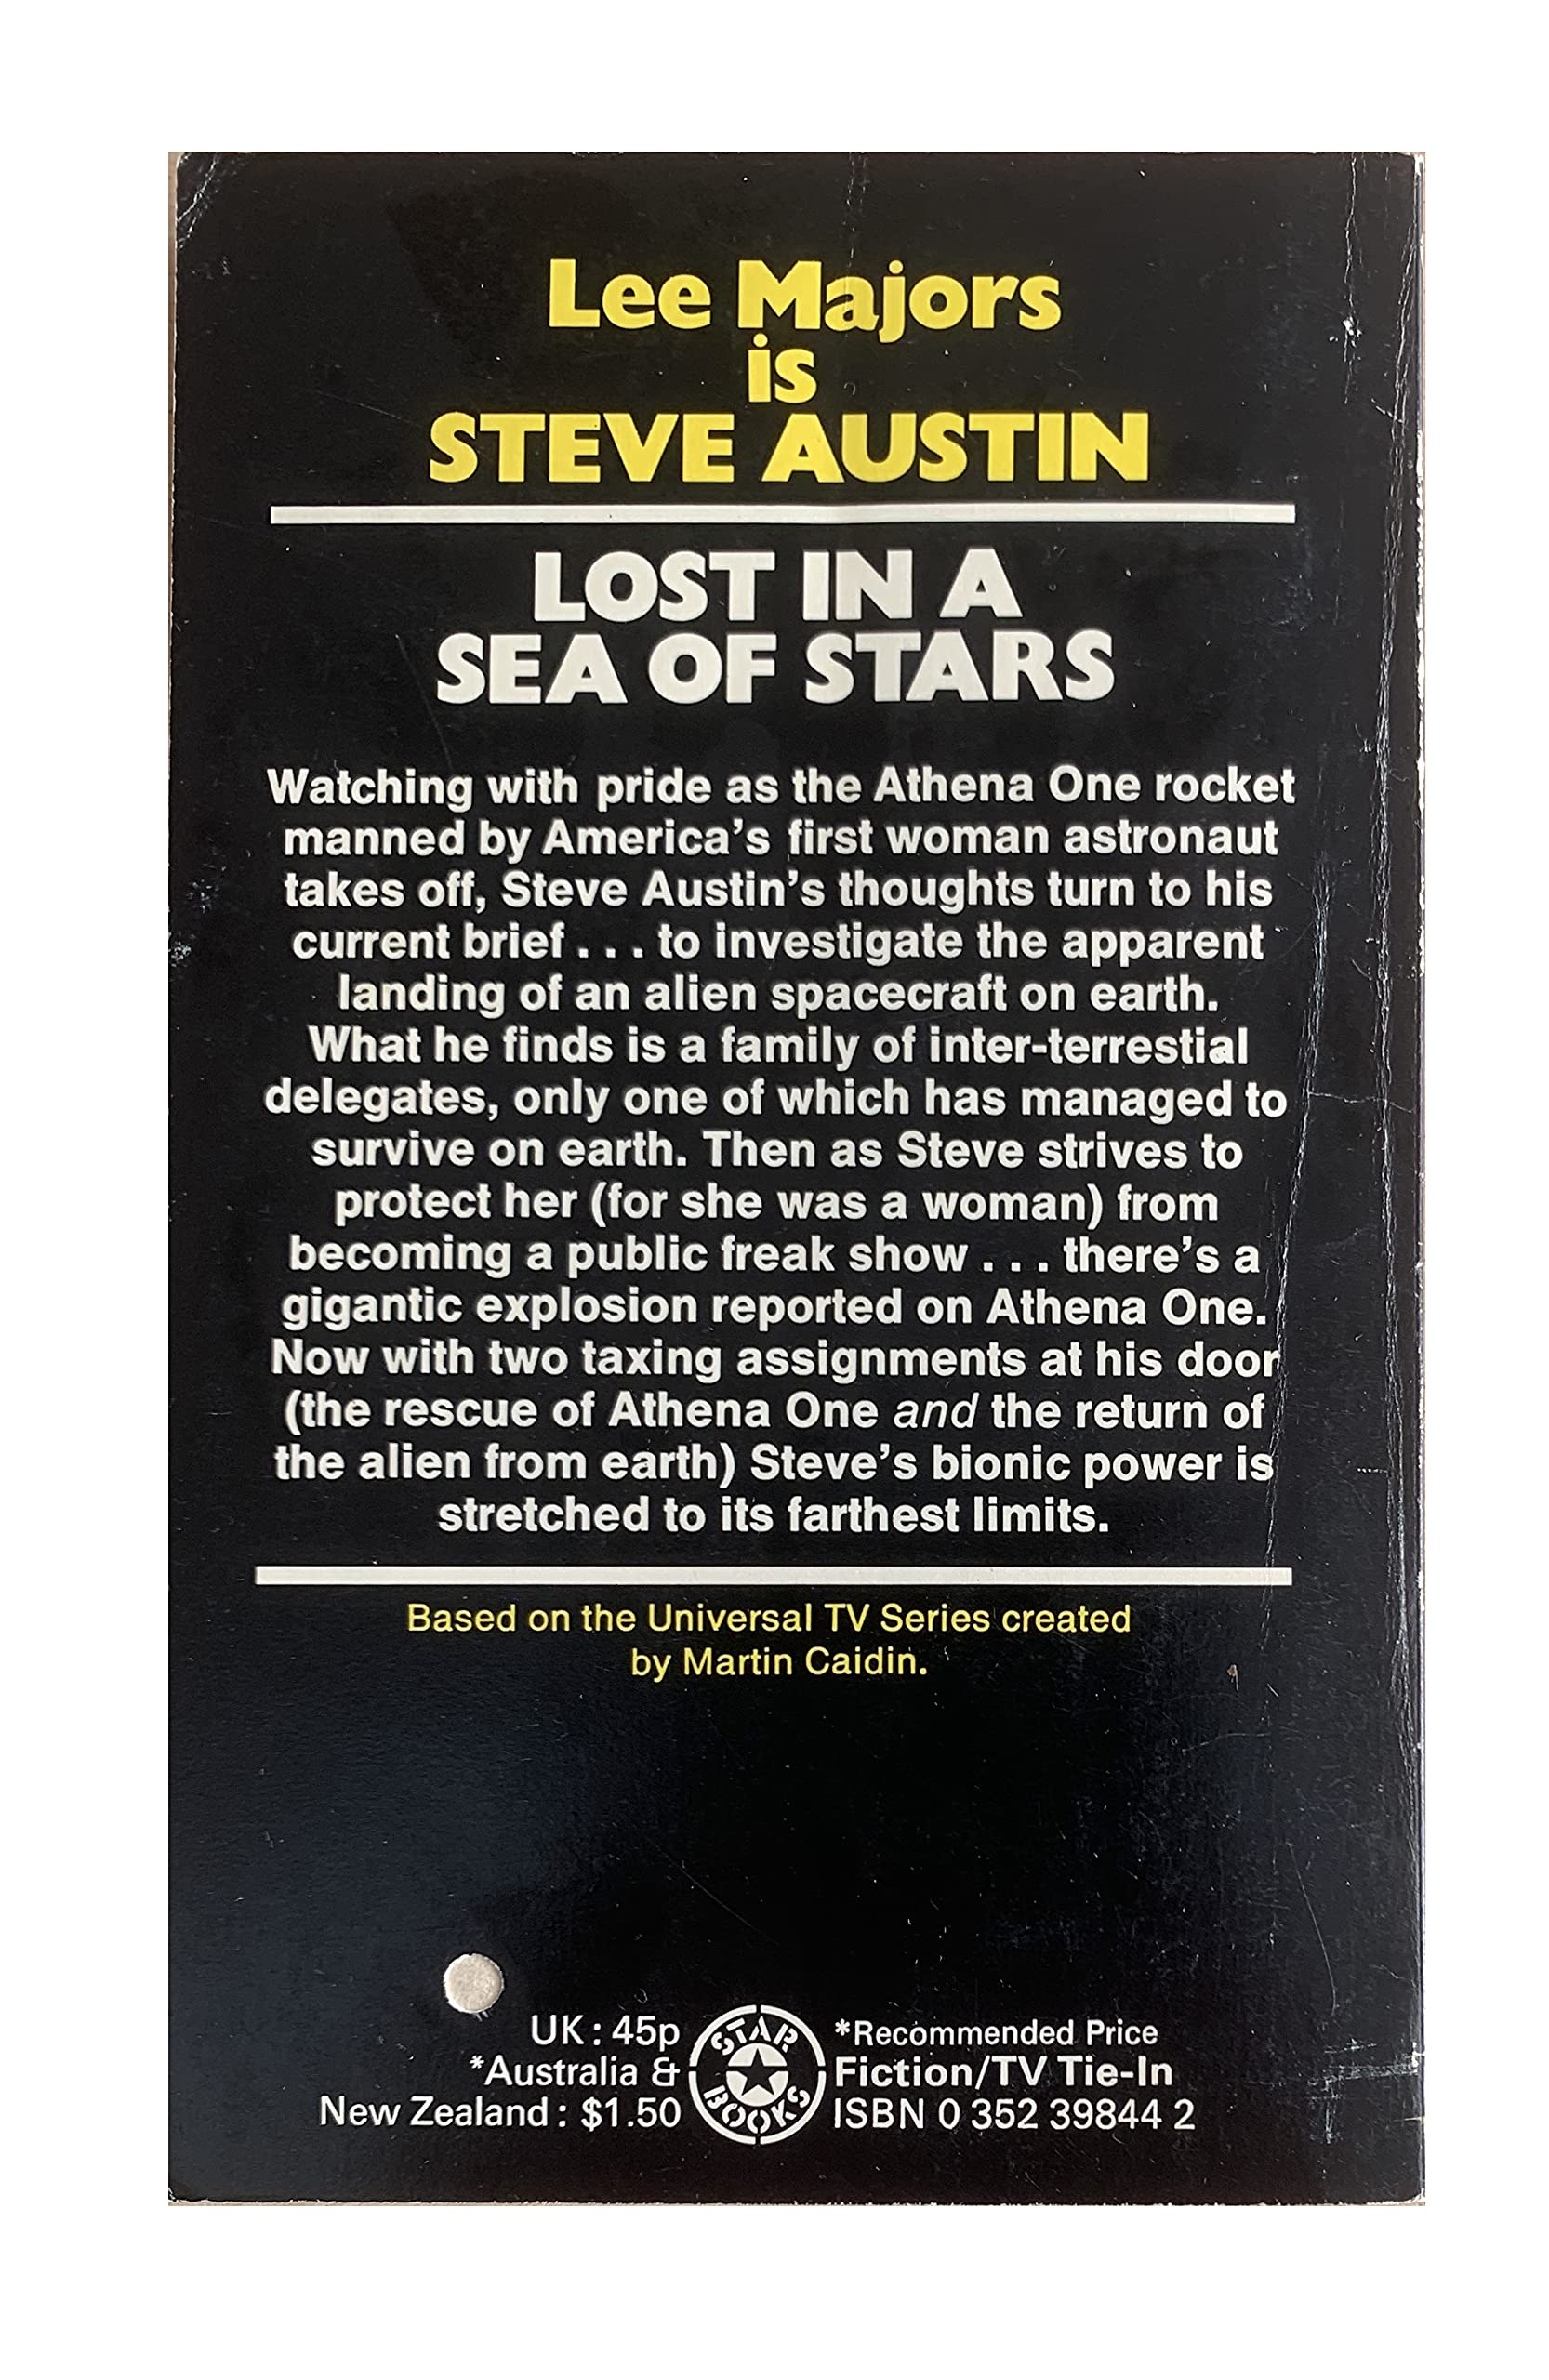 Lee Majors
is
STEVE AUSTIN
LOST IN A
SEA OF STARS
Watching with pride as the Athena One rocket
manned by America's first woman astronaut
takes off, Steve Austin's thoughts turn to his
current brief . . . to investigate the apparent
landing of an alien spacecraft on earth.
What he finds is a family of inter-terrestial
delegates, only one of which has managed to
survive on earth. Then as Steve strives to
protect her (for she was a woman) from
becoming a public freak show . . . there's a
gigantic explosion reported on Athena One.
Now with two taxing assignments at his door
(the rescue of Athena One and the return of
the alien from earth) Steve's bionic power is
stretched to its farthest limits.
Based on the Universal TV Series created
by Martin Caidin.
UK: 45p
*Australia &
New Zealand: $1.50
STAR
BOOKS
*Recommended Price
Fiction/TV Tie-In
ISBN 0 352 39844 2